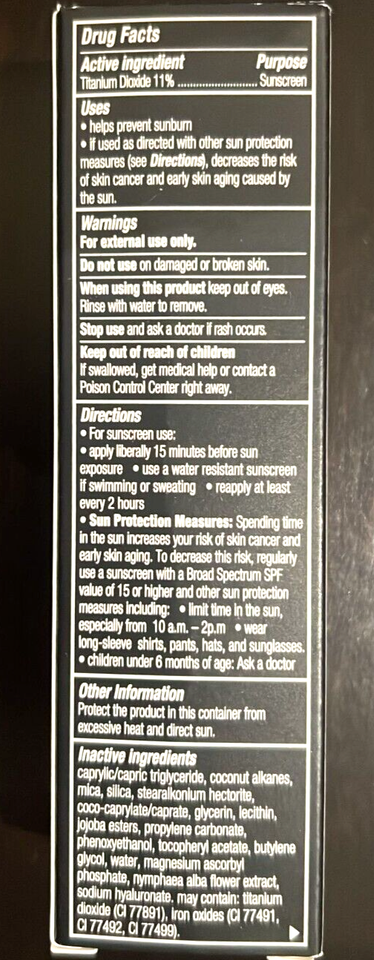 Drug Facts
Active ingredient Purpose
Titanium Dioxide 11% ........................ Sunscreen
Uses
• helps prevent sunburn
• If used as directed with other sun protection
measures (see Directions), decreases the risk
of skin cancer and early skin aging caused by
the sun.
Warnings
For external use only.
Do not use on damaged or broken skin.
When using this product keep out of eyes.
Rinse with water to remove.
Stop use and ask a doctor if rash occurs.
Keep out of reach of children
If swallowed, get medical help or contact a
Poison Control Center right away.
Directions
• For sunscreen use:
• apply liberally 15 minutes before sun
exposure • use a water resistant sunscreen
if swimming or sweating • reapply at least
every 2 hours
• Sun Protection Measures: Spending time
in the sun increases your risk of skin cancer and
early skin aging. To decrease this risk, regularly
use a sunscreen with a Broad Spectrum SPF
value of 15 or higher and other sun protection
measures including: • limit time in the sun,
especially from 10 a.m. – 2p.m • wear
long-sleeve shirts, pants, hats, and sunglasses.
• children under 6 months of age: Ask a doctor
Other Information
Protect the product in this container from
excessive heat and direct sun.
Inactive ingredients
caprylic/capric triglyceride, coconut alkanes,
mica, silica, stearalkonium hectorite,
coco-caprylate/caprate, glycerin, lecithin,
jojoba esters, propylene carbonate,
phenoxyethanol, tocopheryl acetate, butylene
glycol, water, magnesium ascorbyl
phosphate, nymphaea alba flower extract,
sodium hyaluronate, may contain: titanium
dioxide (CI 77891), Iron oxides (CI 77491,
CI 77492, CI 77499).